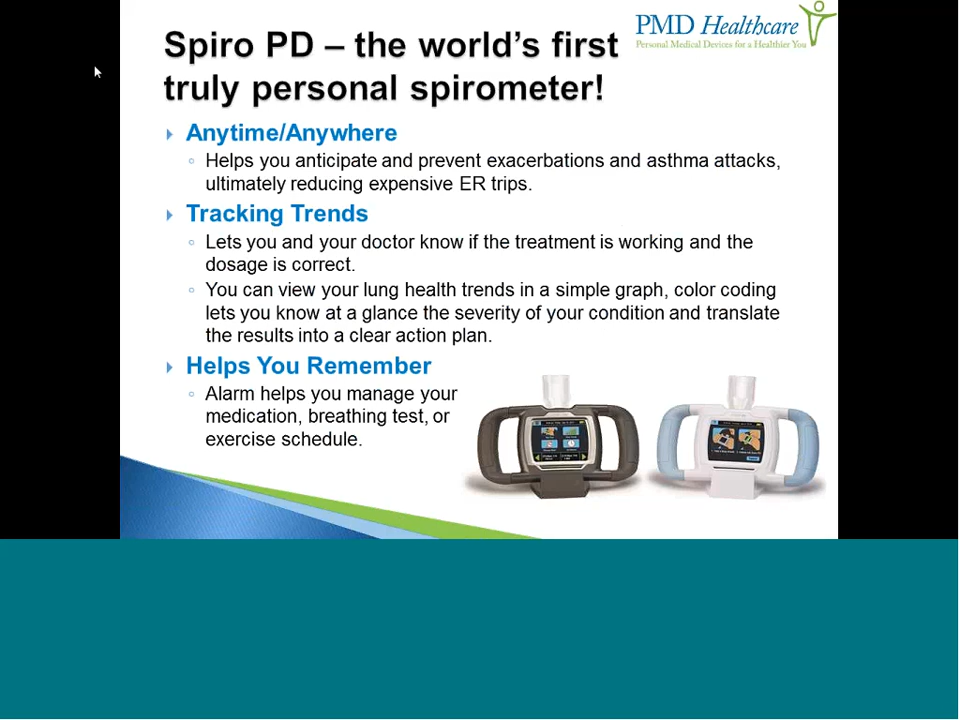 PMD Healthcare
Personal Medical Devices for a Healthier You
Spiro PD – the world's first
truly personal spirometer!
Anytime/Anywhere
Helps you anticipate and prevent exacerbations and asthma attacks,
ultimately reducing expensive ER trips.
Tracking Trends
Lets you and your doctor know if the treatment is working and the
dosage is correct.
You can view your lung health trends in a simple graph, color coding
lets you know at a glance the severity of your condition and translate
the results into a clear action plan.
Helps You Remember
Alarm helps you manage your
medication, breathing test, or
exercise schedule.